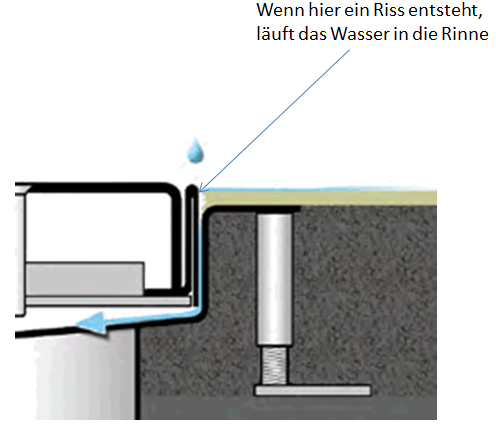 Wenn hier ein Riss entsteht,
läuft das Wasser in die Rinne